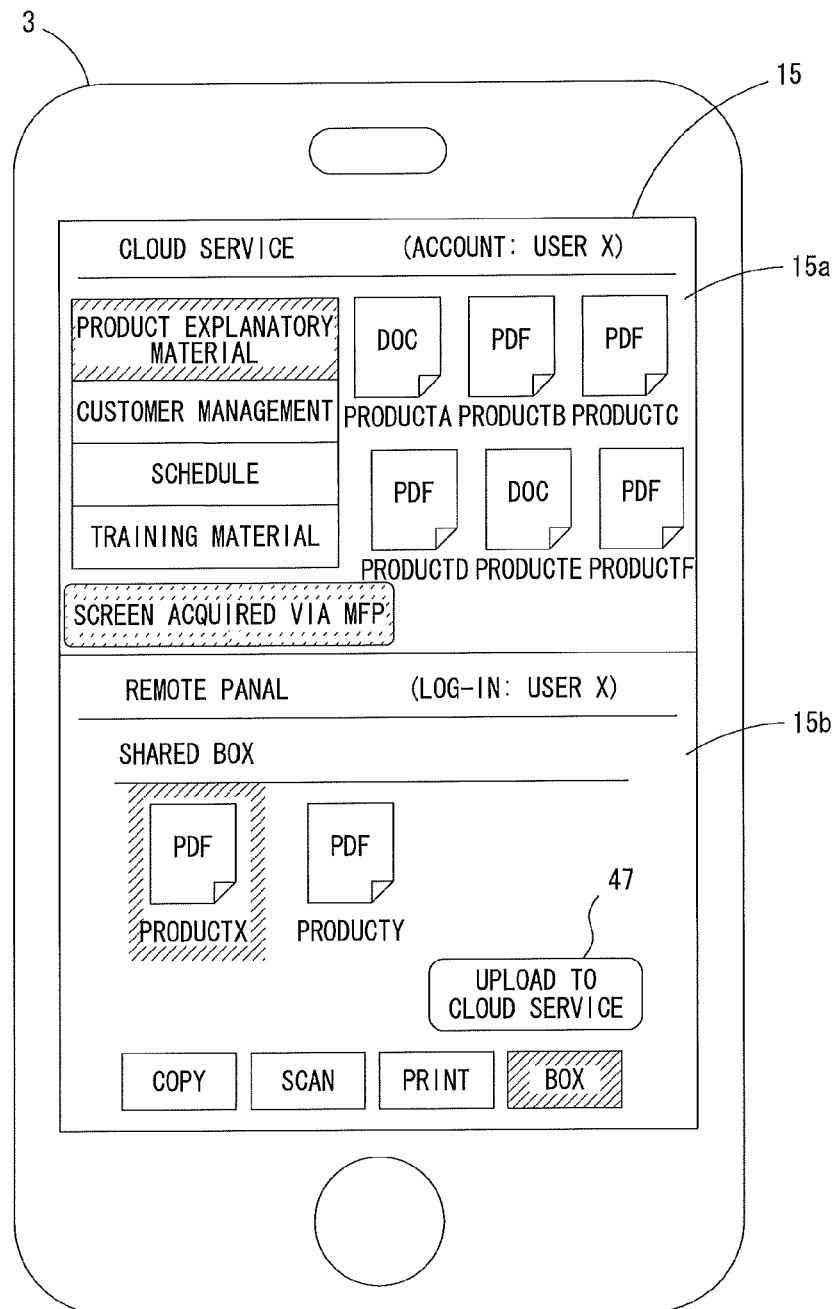 3
15
CLOUD SERVICE (ACCOUNT: USER X)
15a
PRODUCT EXPLANATORY
MATERIAL
CUSTOMER MANAGEMENT
SCHEDULE
TRAINING MATERIAL
DOC PDF PDF
PRODUCTA PRODUCTB PRODUCTC
PDF DOC PDF
PRODUCTD PRODUCTE PRODUCTF
SCREEN ACQUIRED VIA MFP
REMOTE PANAL (LOG-IN: USER X)
15b
SHARED BOX
PDF PDF
PRODUCTX PRODUCTY
47
UPLOAD TO
CLOUD SERVICE
COPY SCAN PRINT BOX